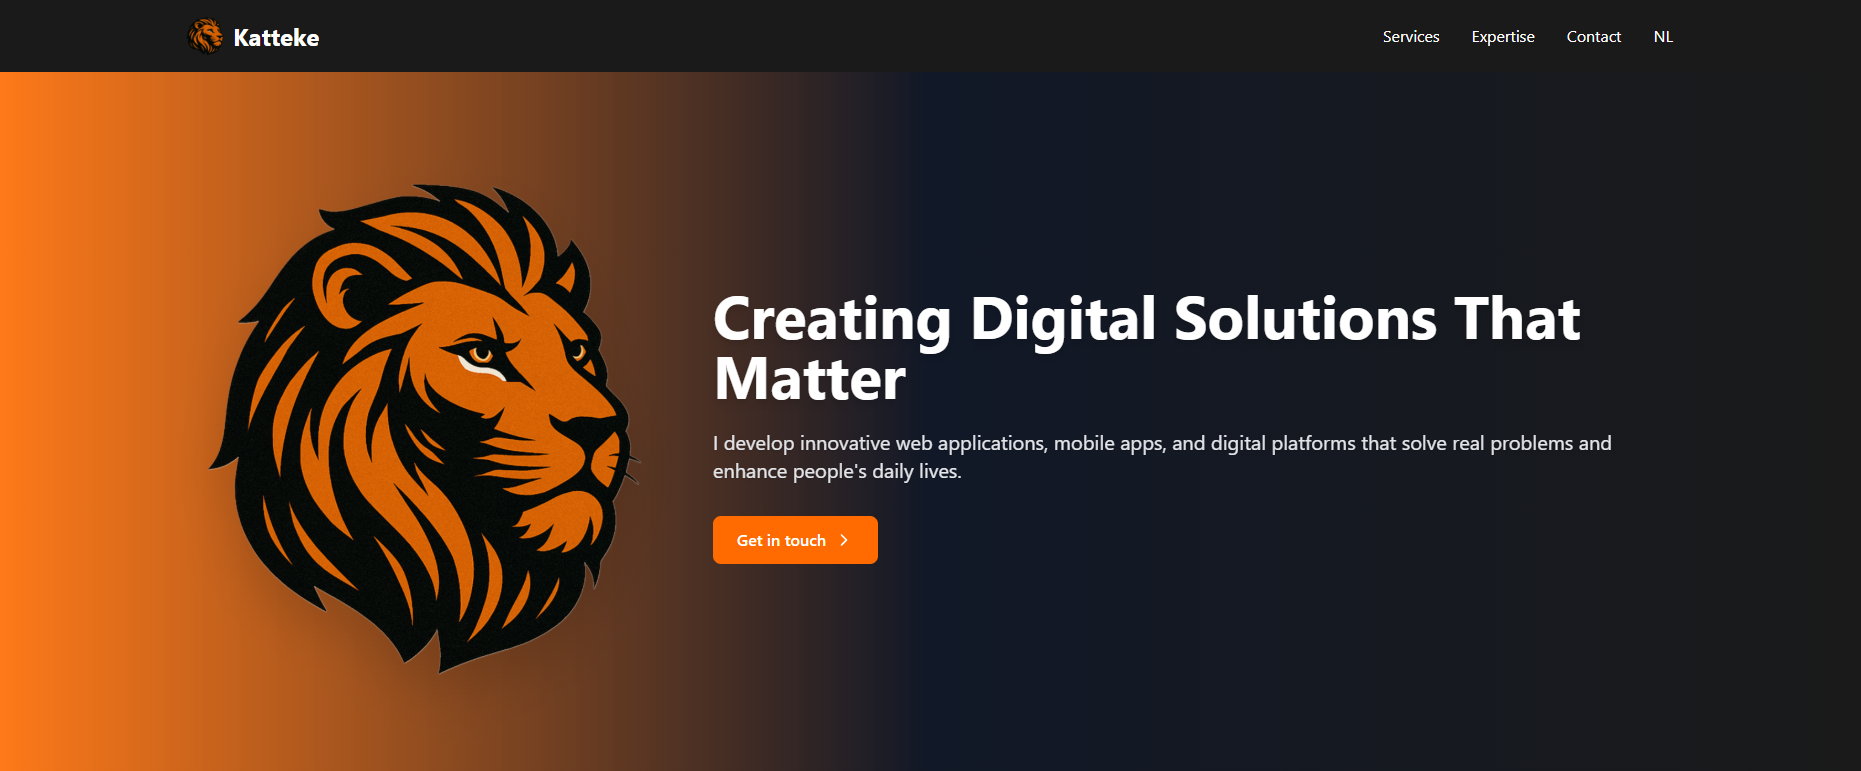 Katteke
Services
Expertise
Contact
NL
Creating Digital Solutions That
Matter
I develop innovative web applications, mobile apps, and digital platforms that solve real problems and
enhance people's daily lives.
Get in touch